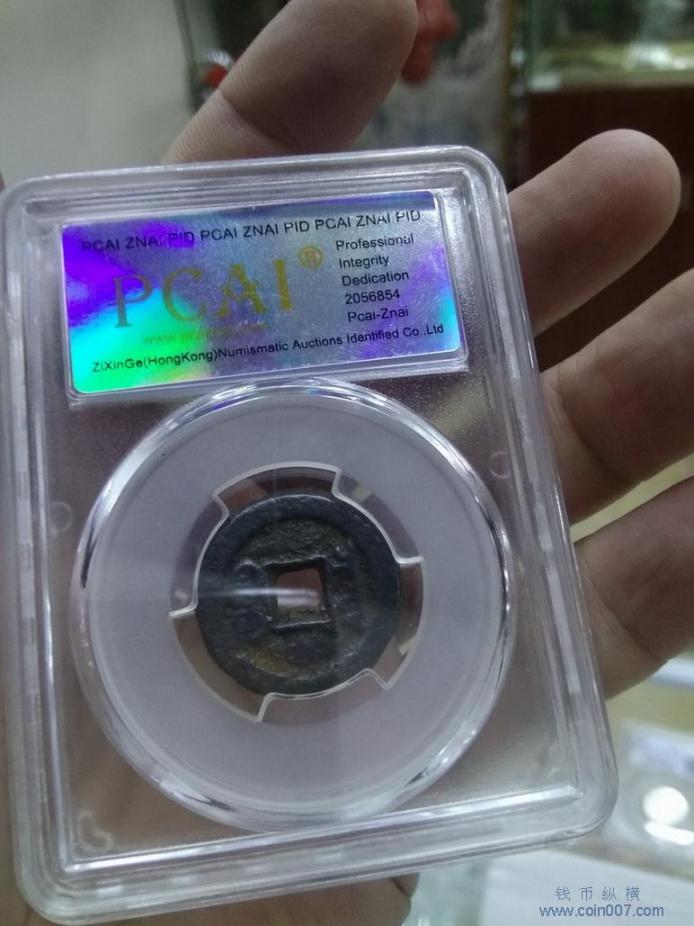 PCAI ZNAI PID PCAI ZNAI PID PCAI ZNAI PID
PCAI®
Professional
Integrity
Dedication
2056854
Pcai-Znai
ZiXinGe(HongKong)Numismatic Auctions Identified Co.,Ltd
钱币纵横
www.coin007.com